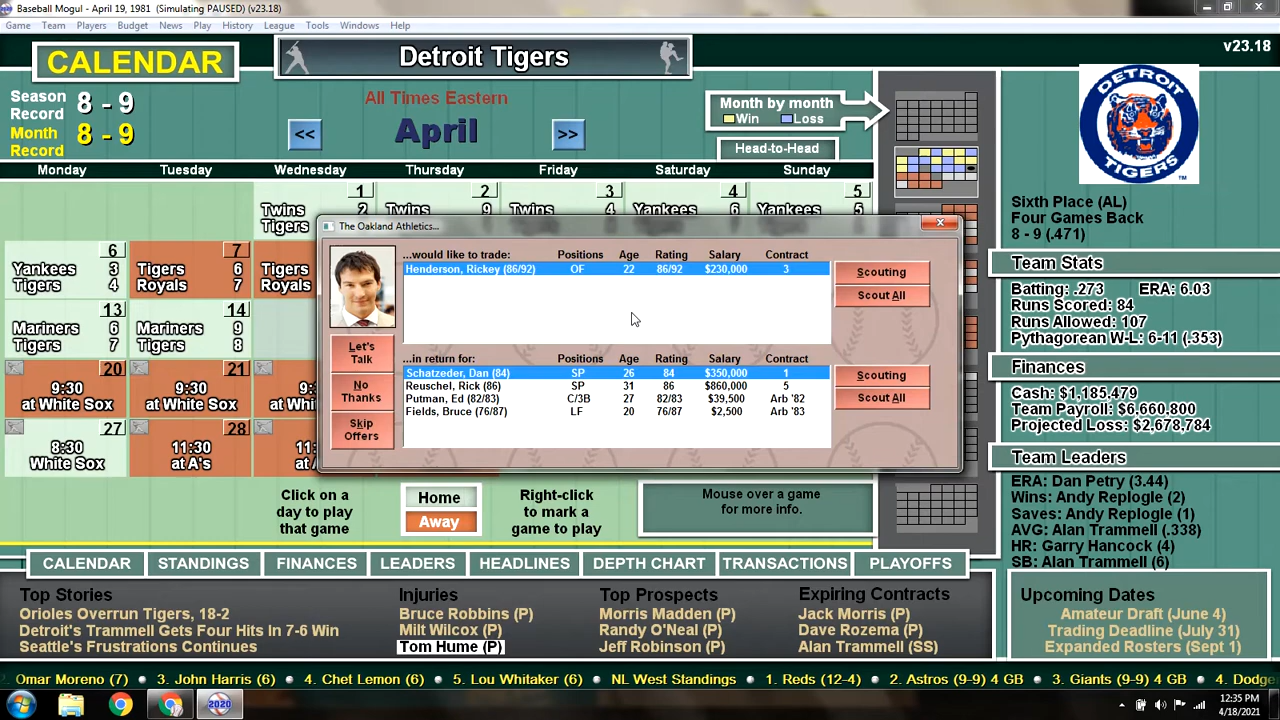 Baseball Mogul - April 19, 1981 (Simulating PAUSED) (v23.18)
Game Team Players Budget News Play History League Tools Windows Help
CALENDAR
Detroit Tigers
v23.18
Season Record 8 - 9
Month Record 8 - 9
All Times Eastern
<< April >>
Month by month
Win Loss
Head-to-Head
DETROIT
TIGERS
TM
Monday Tuesday Wednesday Thursday Friday Saturday Sunday
1 2 3 4 5
Twins 2 Twins 9 Twins 4 Yankees 6 Yankees 5
Tigers
6 7
Yankees 3 Tigers 6
Tigers 4 Royals 7
13 14
Mariners 6 Mariners 9
Tigers 7 Tigers 8
20 21
9:30 9:30 9:
at White Sox at White Sox at Wh
27 28
8:30 11:30 11:
White Sox at A's at A
The Oakland Athletics...
...would like to trade: Positions Age Rating Salary Contract
Henderson, Rickey (86/92) OF 22 86/92 $230,000 3
Scouting
Scout All
Let's Talk
No Thanks
Skip Offers
...in return for: Positions Age Rating Salary Contract
Schatzeder, Dan (84) SP 26 84 $350,000 1
Reuschel, Rick (86) SP 31 86 $860,000 5
Putman, Ed (82/83) C/3B 27 82/83 $39,500 Arb '82
Fields, Bruce (76/87) LF 20 76/87 $2,500 Arb '83
Scouting
Scout All
Sixth Place (AL)
Four Games Back
8 - 9 (.471)
Team Stats
Batting: .273 ERA: 6.03
Runs Scored: 84
Runs Allowed: 107
Pythagorean W-L: 6-11 (.353)
Finances
Cash: $1,185,479
Team Payroll: $6,660,800
Projected Loss: $2,678,784
Team Leaders
ERA: Dan Petry (3.44)
Wins: Andy Replogle (2)
Saves: Andy Replogle (1)
AVG: Alan Trammell (.338)
HR: Garry Hancock (4)
SB: Alan Trammell (6)
Click on a
day to play
that game
Home
Away
Right-click
to mark a
game to play
Mouse over a game
for more info.
CALENDAR STANDINGS FINANCES LEADERS HEADLINES DEPTH CHART TRANSACTIONS PLAYOFFS
Top Stories
Orioles Overrun Tigers, 18-2
Detroit's Trammell Gets Four Hits In 7-6 Win
Seattle's Frustrations Continues
Injuries
Bruce Robbins (P)
Milt Wilcox (P)
Tom Hume (P)
Top Prospects
Morris Madden (P)
Randy O'Neal (P)
Jeff Robinson (P)
Expiring Contracts
Jack Morris (P)
Dave Rozema (P)
Alan Trammell (SS)
Upcoming Dates
Amateur Draft (June 4)
Trading Deadline (July 31)
Expanded Rosters (Sept 1)
Omar Moreno (7) 3. John Harris (6) 4. Chet Lemon (6) 5. Lou Whitaker (6) NL West Standings 1. Reds (12-4) 2. Astros (9-9) 4 GB 3. Giants (9-9) 4 GB 4. Dodge
2020
12:35 PM
4/18/2021